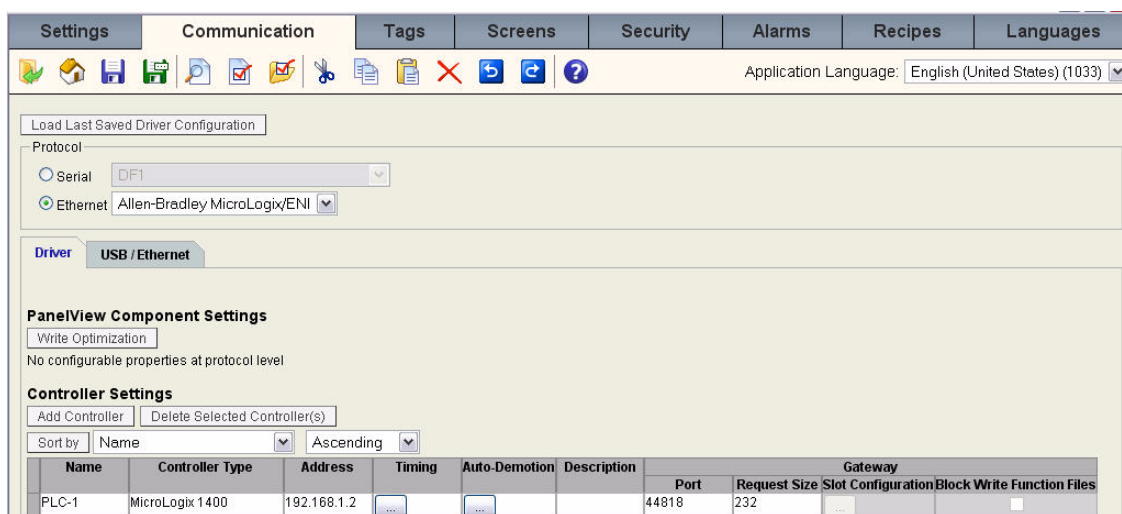 Settings Communication Tags Screens Security Alarms Recipes Languages
Application Language: English (United States) (1033)
Load Last Saved Driver Configuration
Protocol
Serial DF1
Ethernet Allen-Bradley MicroLogix/ENI
Driver USB / Ethernet
PanelView Component Settings
Write Optimization
No configurable properties at protocol level
Controller Settings
Add Controller Delete Selected Controller(s)
Sort by Name Ascending
Name Controller Type Address Timing Auto-Demotion Description Gateway
Port Request Size Slot Configuration Block Write Function Files
PLC-1 MicroLogix 1400 192.168.1.2 ... ... 44818 232 ...